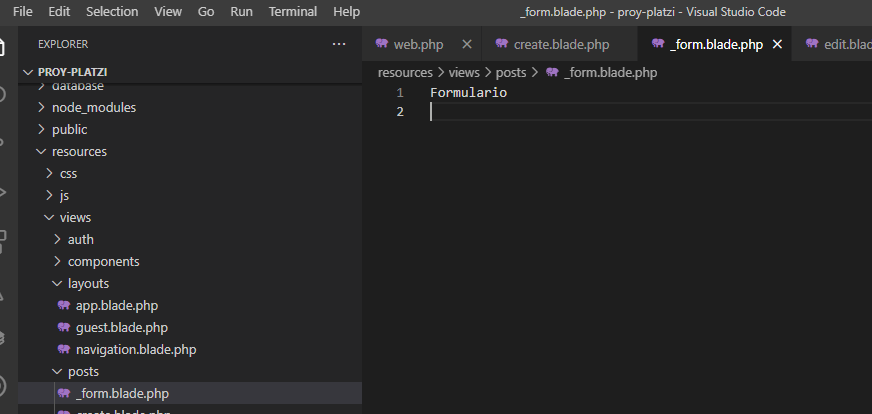 File Edit Selection View Go Run Terminal Help _form.blade.php - proy-platzi - Visual Studio Code
EXPLORER ···
web.php create.blade.php _form.blade.php edit.blad
PROY-PLATZI
resources > views > posts > _form.blade.php
database
node_modules
public
resources
css
js
views
auth
components
layouts
app.blade.php
guest.blade.php
navigation.blade.php
posts
_form.blade.php
create.blade.php
1 Formulario
2